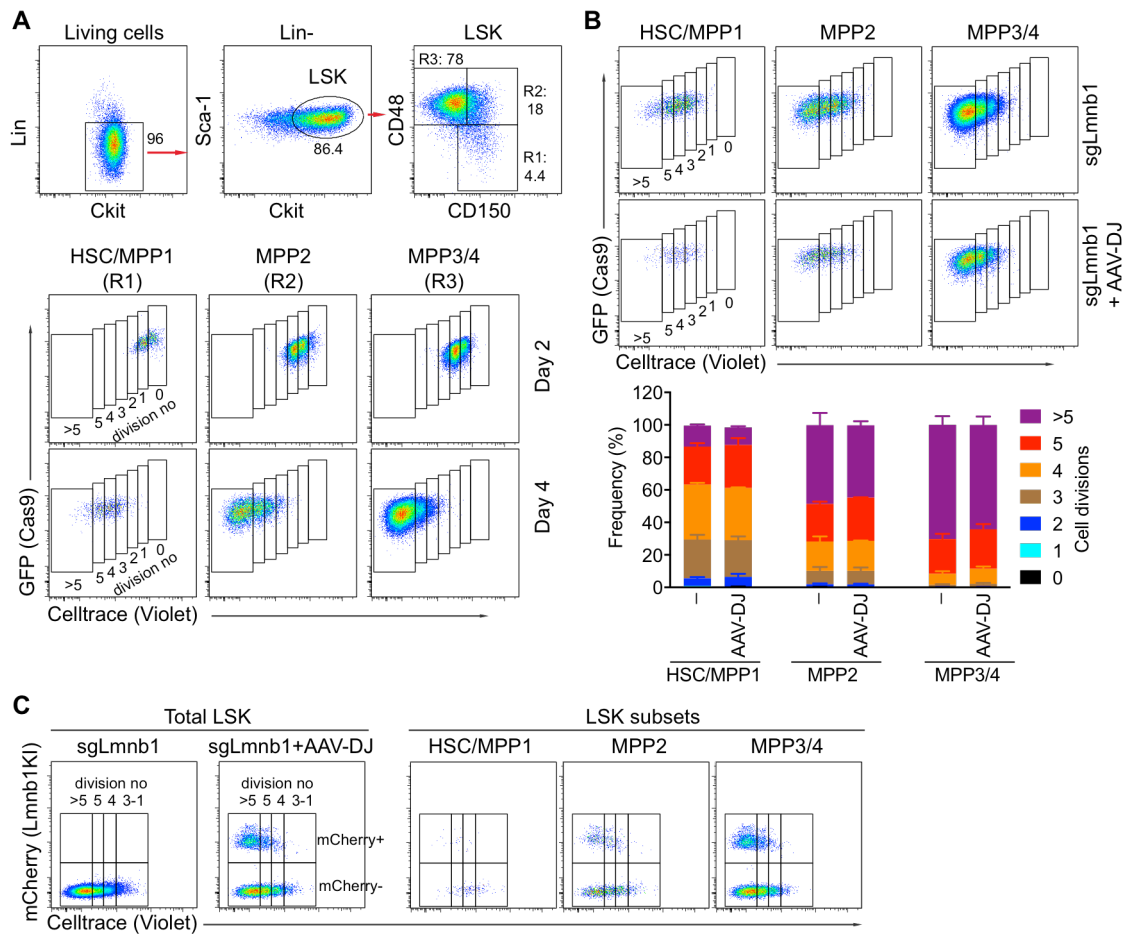 A
Living cells
Lin-
LSK
Lin
96
Ckit
Sca-1
LSK
86.4
Ckit
CD48
R3: 78
R2:
18
R1:
4.4
CD150
HSC/MPP1
(R1)
MPP2
(R2)
MPP3/4
(R3)
>5 5 4 3 2 1 0
division no
Day 2
>5 5 4 3 2 1 0
division no
Day 4
GFP (Cas9)
Celltrace (Violet)
B
HSC/MPP1
MPP2
MPP3/4
>5 5 4 3 2 1 0
sgLmnb1
>5 5 4 3 2 1 0
sgLmnb1
+ AAV-DJ
GFP (Cas9)
Celltrace (Violet)
Frequency (%)
120
100
80
60
40
20
0
–
AAV-DJ
–
AAV-DJ
–
AAV-DJ
HSC/MPP1
MPP2
MPP3/4
>5
5
4
3
2
1
0
Cell divisions
C
Total LSK
LSK subsets
sgLmnb1
sgLmnb1+AAV-DJ
HSC/MPP1
MPP2
MPP3/4
mCherry (Lmnb1KI)
division no
>5 5 4 3-1
division no
>5 5 4 3-1
mCherry+
mCherry-
Celltrace (Violet)